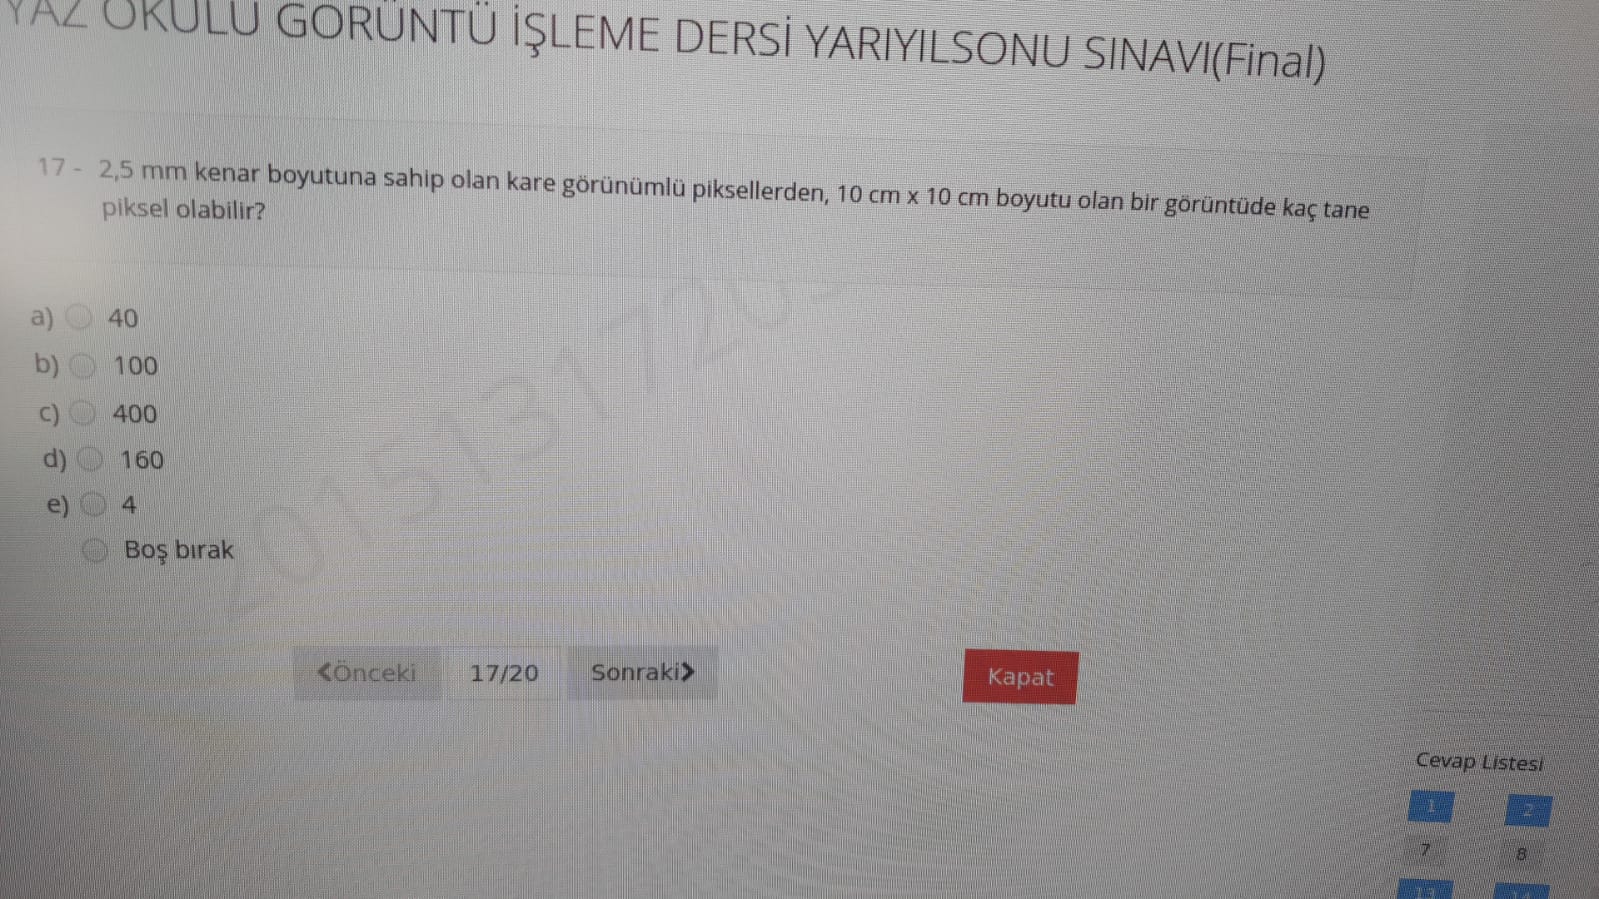 YAZ OKULU GÖRÜNTÜ İŞLEME DERSİ YARIYILSONU SINAVI(Final)
17 - 2,5 mm kenar boyutuna sahip olan kare görünümlü piksellerden, 10 cm x 10 cm boyutu olan bir görüntüde kaç tane
piksel olabilir?
a) 40
b) 100
c) 400
d) 160
e) 4
Boş bırak
Önceki 17/20 Sonraki Kapat
Cevap Listesi
1 2
7 8
13 14